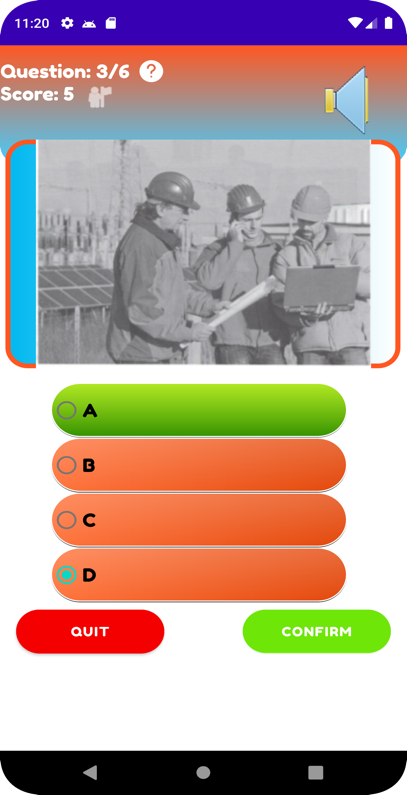 11:20
Question: 3/6 ?
Score: 5
A
B
C
D
QUIT
CONFIRM